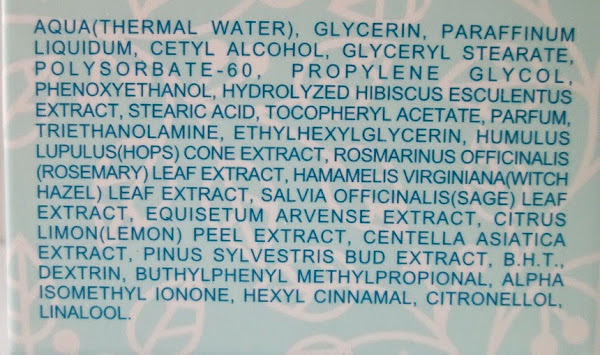 AQUA(THERMAL WATER), GLYCERIN, PARAFFINUM
LIQUIDUM, CETYL ALCOHOL, GLYCERYL STEARATE,
POLYSORBATE-60, PROPYLENE GLYCOL,
PHENOXYETHANOL, HYDROLYZED HIBISCUS ESCULENTUS
EXTRACT, STEARIC ACID, TOCOPHERYL ACETATE, PARFUM,
TRIETHANOLAMINE, ETHYLHEXYLGLYCERIN, HUMULUS
LUPULUS(HOPS) CONE EXTRACT, ROSMARINUS OFFICINALIS
(ROSEMARY) LEAF EXTRACT, HAMAMELIS VIRGINIANA(WITCH
HAZEL) LEAF EXTRACT, SALVIA OFFICINALIS(SAGE) LEAF
EXTRACT, EQUISETUM ARVENSE EXTRACT, CITRUS
LIMON(LEMON) PEEL EXTRACT, CENTELLA ASIATICA
EXTRACT, PINUS SYLVESTRIS BUD EXTRACT, B.H.T.,
DEXTRIN, BUTHYLPHENYL METHYLPROPIONAL, ALPHA
ISOMETHYL IONONE, HEXYL CINNAMAL, CITRONELLOL,
LINALOOL.